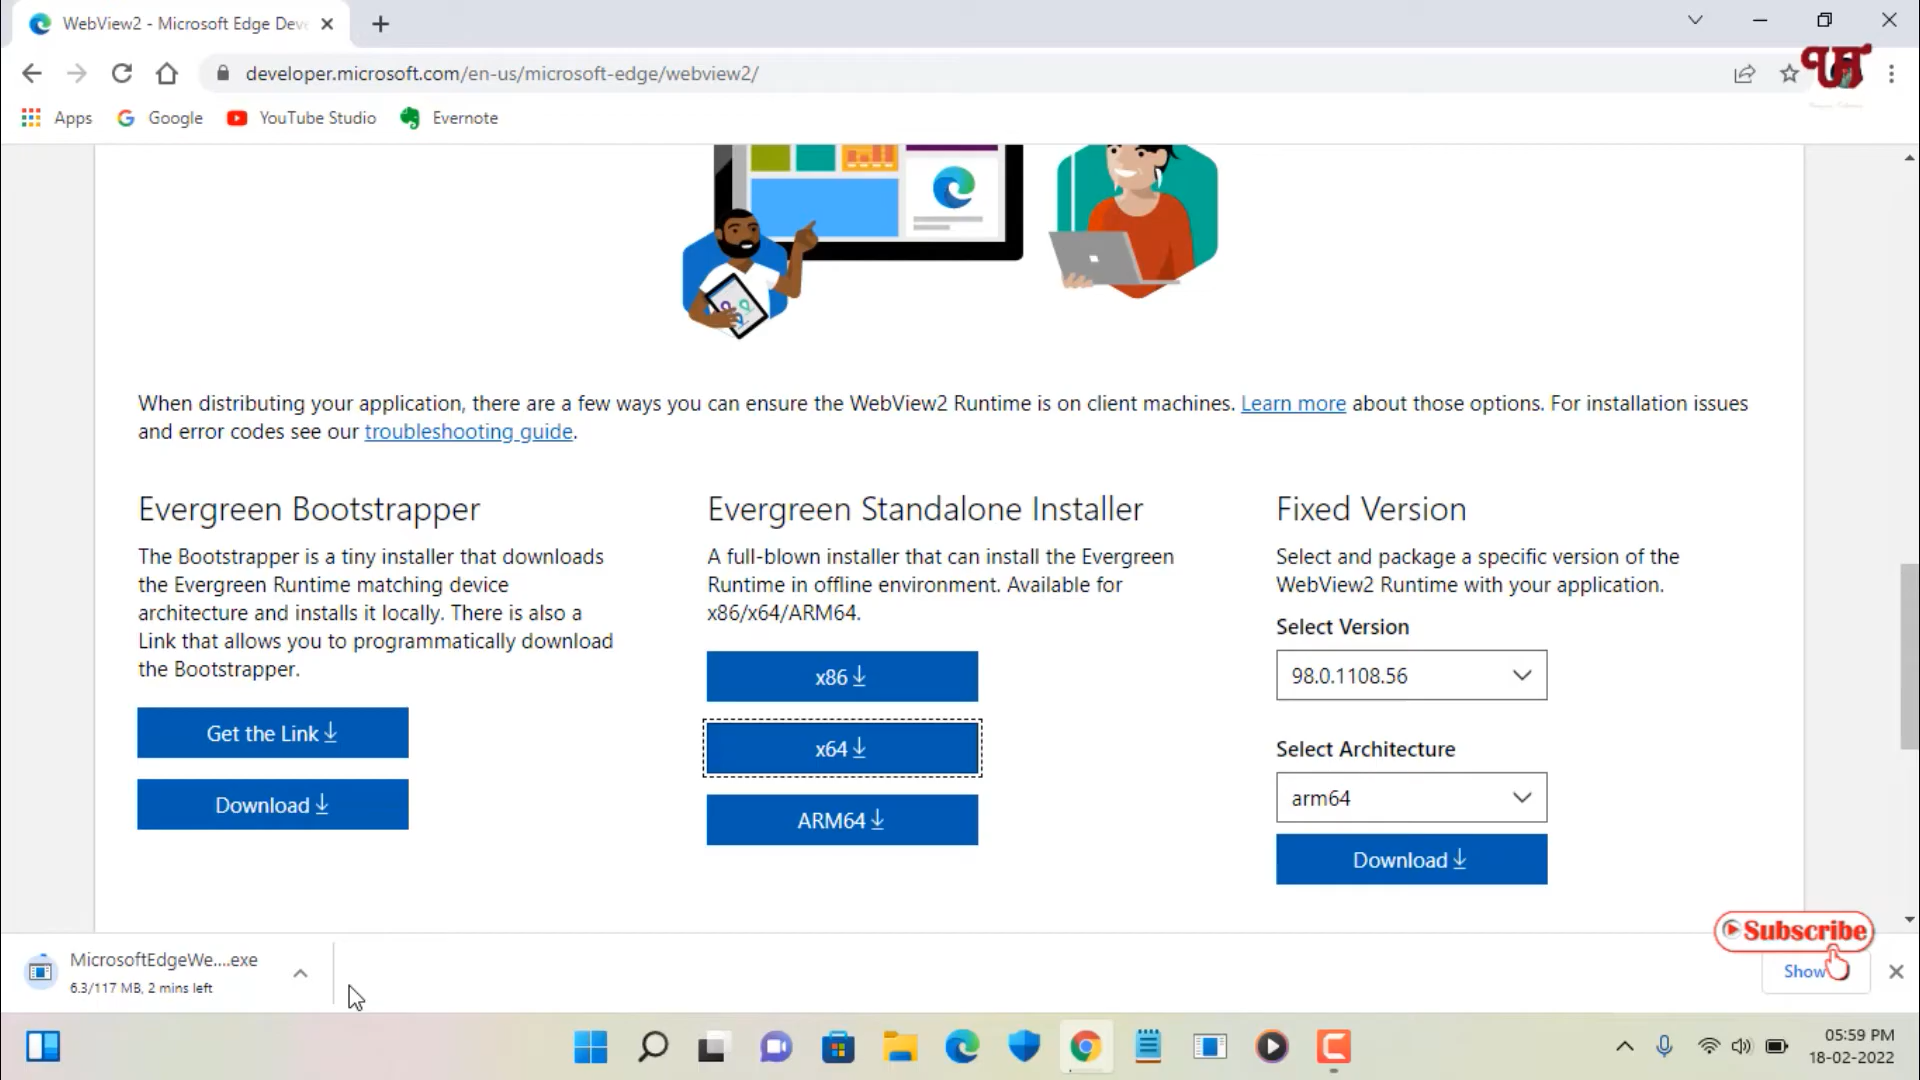 WebView2 - Microsoft Edge Deve
developer.microsoft.com/en-us/microsoft-edge/webview2/
Apps
Google
YouTube Studio
Evernote
When distributing your application, there are a few ways you can ensure the WebView2 Runtime is on client machines. Learn more about those options. For installation issues
and error codes see our troubleshooting guide.
Evergreen Bootstrapper
The Bootstrapper is a tiny installer that downloads
the Evergreen Runtime matching device
architecture and installs it locally. There is also a
Link that allows you to programmatically download
the Bootstrapper.
Get the Link
Download
Evergreen Standalone Installer
A full-blown installer that can install the Evergreen
Runtime in offline environment. Available for
x86/x64/ARM64.
x86
x64
ARM64
Fixed Version
Select and package a specific version of the
WebView2 Runtime with your application.
Select Version
98.0.1108.56
Select Architecture
arm64
Download
Subscribe
MicrosoftEdgeWe....exe
6.3/117 MB, 2 mins left
Show
05:59 PM
18-02-2022